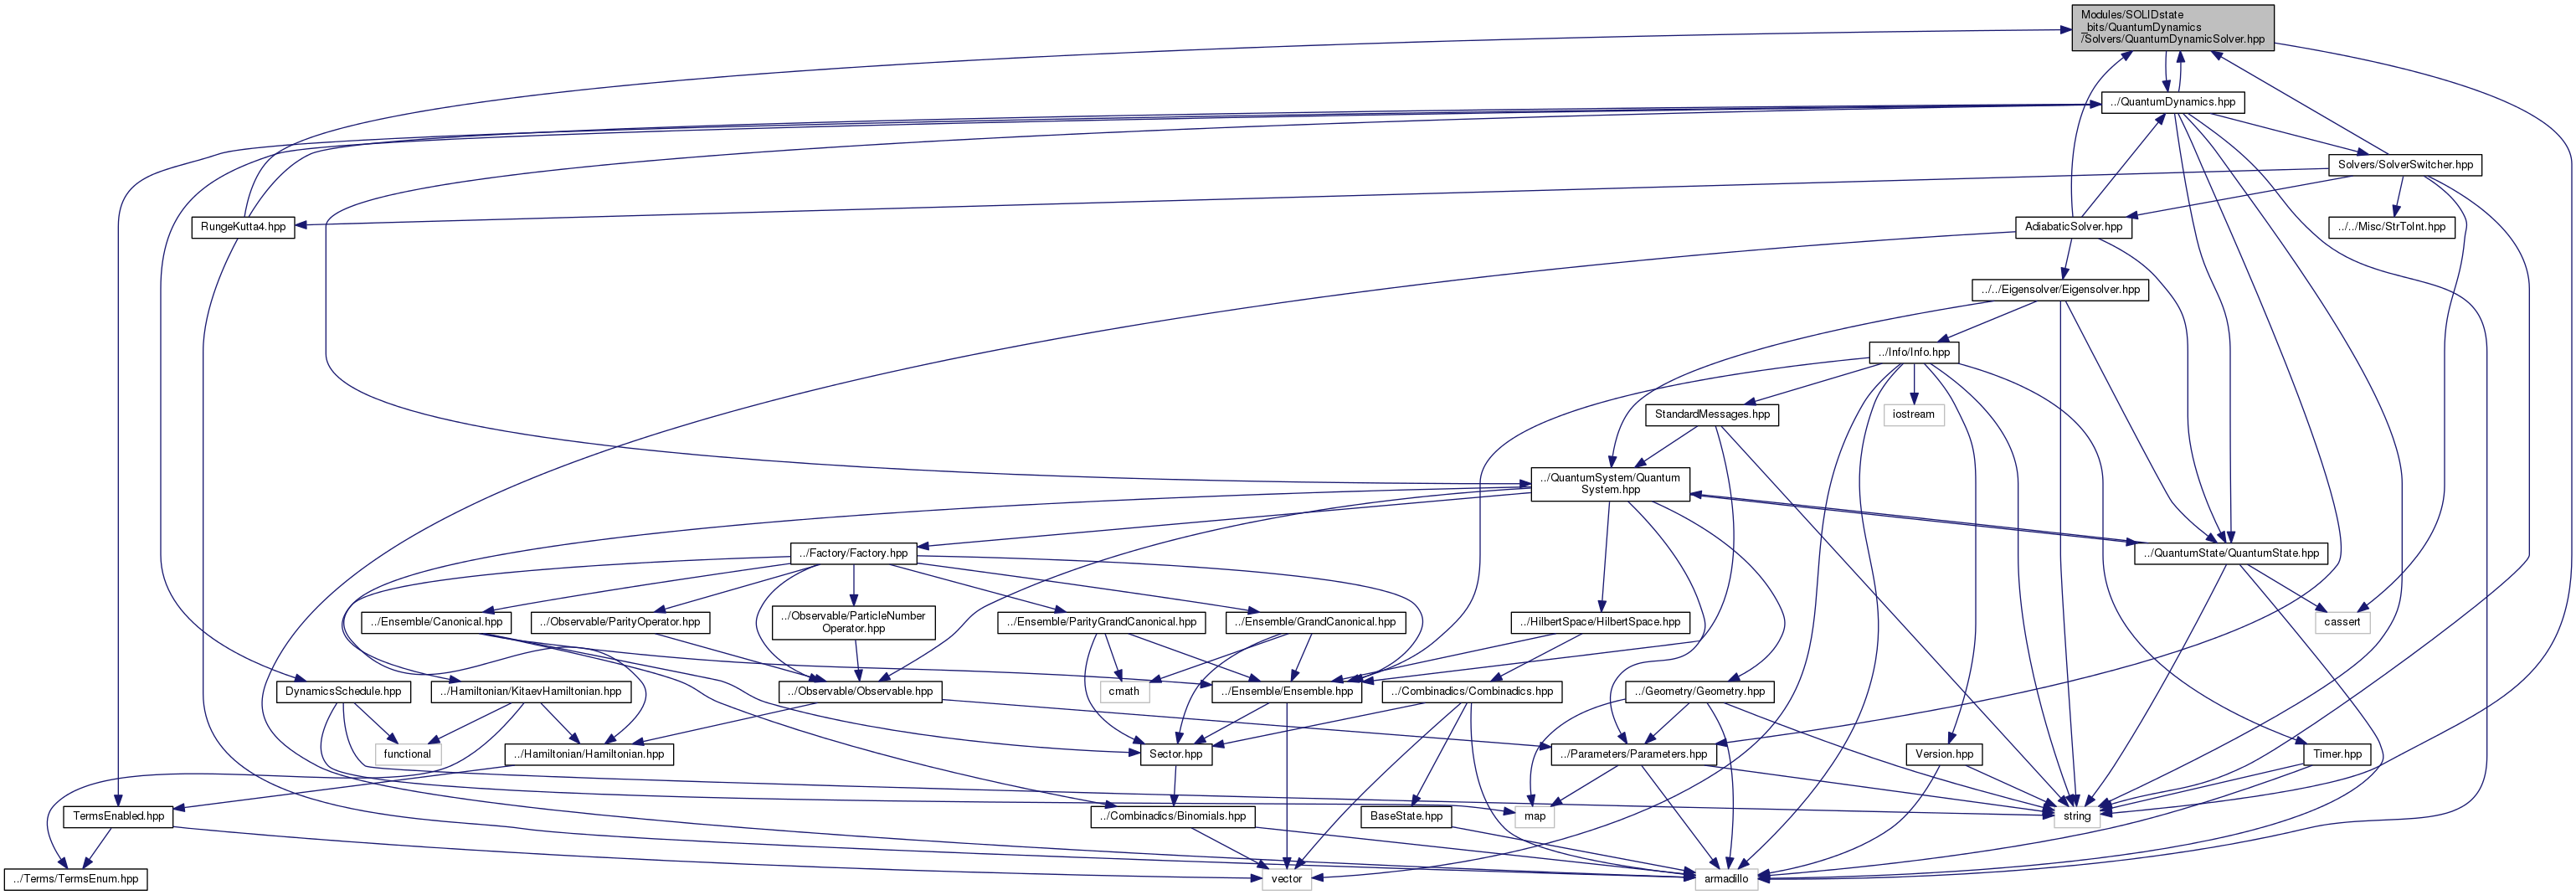 Modules/SOLIDstate
_bits/QuantumDynamics
/Solvers/QuantumDynamicSolver.hpp
../QuantumDynamics.hpp
Solvers/SolverSwitcher.hpp
RungeKutta4.hpp
AdiabaticSolver.hpp
../../Misc/StrToInt.hpp
../../Eigensolver/Eigensolver.hpp
../Info/Info.hpp
StandardMessages.hpp
iostream
../QuantumSystem/Quantum
System.hpp
../Factory/Factory.hpp
../QuantumState/QuantumState.hpp
../Ensemble/Canonical.hpp
../Observable/ParityOperator.hpp
../Observable/ParticleNumber
Operator.hpp
../Ensemble/ParityGrandCanonical.hpp
../Ensemble/GrandCanonical.hpp
../HilbertSpace/HilbertSpace.hpp
cassert
DynamicsSchedule.hpp
../Hamiltonian/KitaevHamiltonian.hpp
../Observable/Observable.hpp
cmath
../Ensemble/Ensemble.hpp
../Combinadics/Combinadics.hpp
../Geometry/Geometry.hpp
functional
../Hamiltonian/Hamiltonian.hpp
Sector.hpp
../Parameters/Parameters.hpp
Version.hpp
Timer.hpp
TermsEnabled.hpp
../Combinadics/Binomials.hpp
BaseState.hpp
map
string
../Terms/TermsEnum.hpp
vector
armadillo